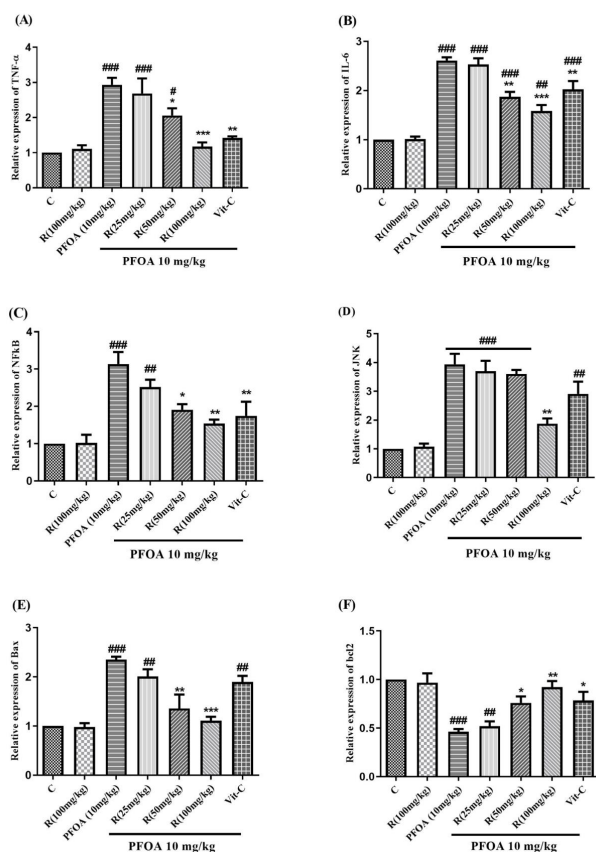 (A)
Relative expression of TNF-α
4
3
2
1
0
###
###
#
*
***
**
C
R(100mg/kg)
PFOA (10mg/kg)
R(25mg/kg)
R(50mg/kg)
R(100mg/kg)
Vit-C
PFOA 10 mg/kg
(B)
Relative expression of IL-6
3
2
1
0
###
###
###
**
##
***
###
**
C
R(100mg/kg)
PFOA (10mg/kg)
R(25mg/kg)
R(50mg/kg)
R(100mg/kg)
Vit-C
PFOA 10 mg/kg
(C)
Relative expression of NFkB
4
3
2
1
0
###
##
*
**
**
C
R(100mg/kg)
PFOA (10mg/kg)
R(25mg/kg)
R(50mg/kg)
R(100mg/kg)
Vit-C
PFOA 10 mg/kg
(D)
Relative expression of JNK
5
4
3
2
1
0
###
**
##
C
R(100mg/kg)
PFOA (10mg/kg)
R(25mg/kg)
R(50mg/kg)
R(100mg/kg)
Vit-C
PFOA 10 mg/kg
(E)
Relative expression of Bax
3
2
1
0
###
##
**
***
##
C
R(100mg/kg)
PFOA (10mg/kg)
R(25mg/kg)
R(50mg/kg)
R(100mg/kg)
Vit-C
PFOA 10 mg/kg
(F)
Relative expression of bcl2
1.5
1.0
0.5
0.0
###
##
*
**
*
C
R(100mg/kg)
PFOA (10mg/kg)
R(25mg/kg)
R(50mg/kg)
R(100mg/kg)
Vit-C
PFOA 10 mg/kg